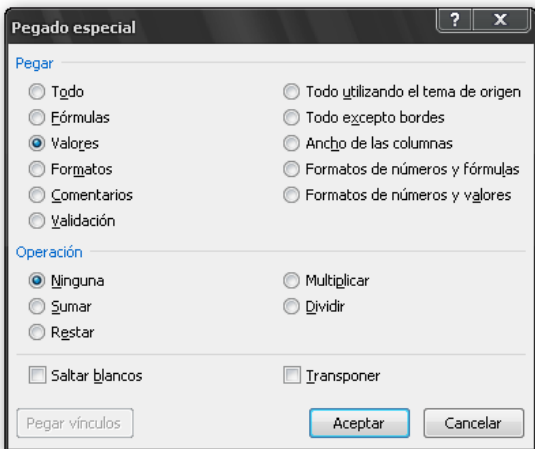 Pegado especial
Pegar
Todo
Fórmulas
Valores
Formatos
Comentarios
Validación
Todo utilizando el tema de origen
Todo excepto bordes
Ancho de las columnas
Formatos de números y fórmulas
Formatos de números y valores
Operación
Ninguna
Sumar
Restar
Multiplicar
Dividir
Saltar blancos
Transponer
Pegar vínculos
Aceptar
Cancelar